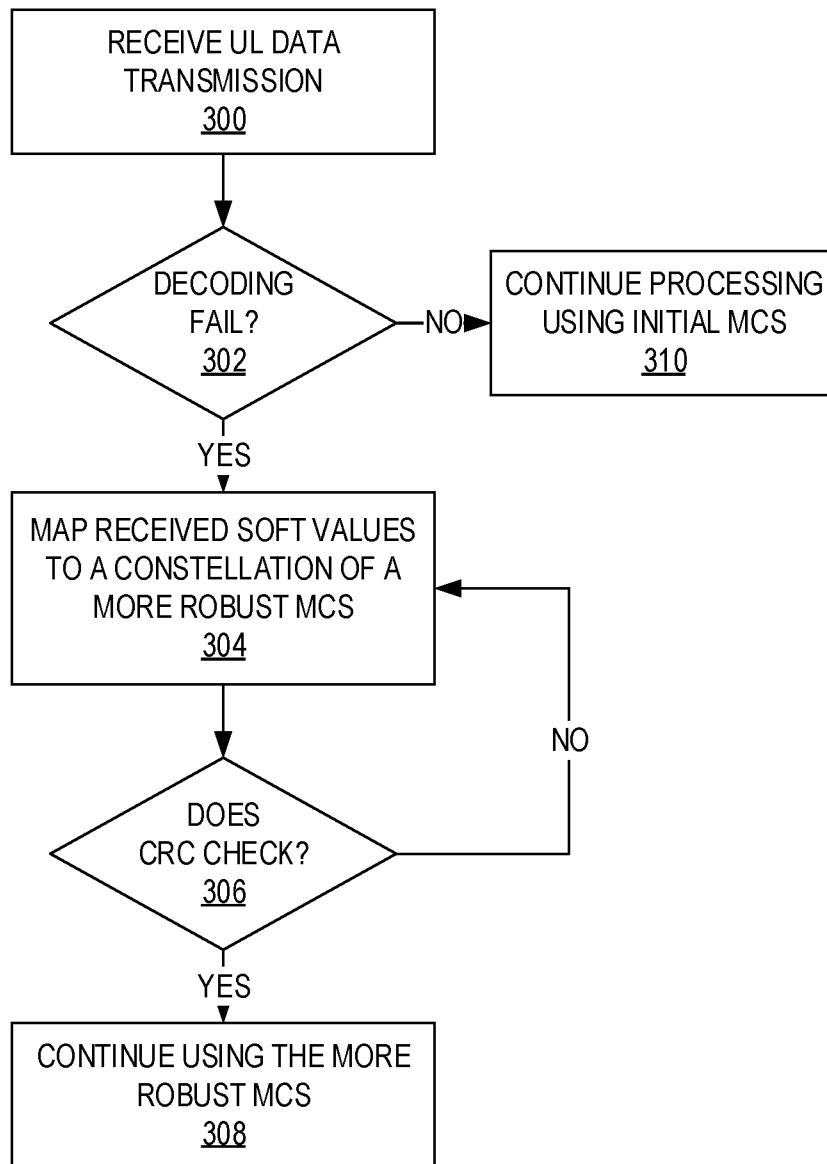 RECEIVE UL DATA
TRANSMISSION
300
DECODING
FAIL?
302
NO
CONTINUE PROCESSING
USING INITIAL MCS
310
YES
MAP RECEIVED SOFT VALUES
TO A CONSTELLATION OF A
MORE ROBUST MCS
304
NO
DOES
CRC CHECK?
306
YES
CONTINUE USING THE MORE
ROBUST MCS
308